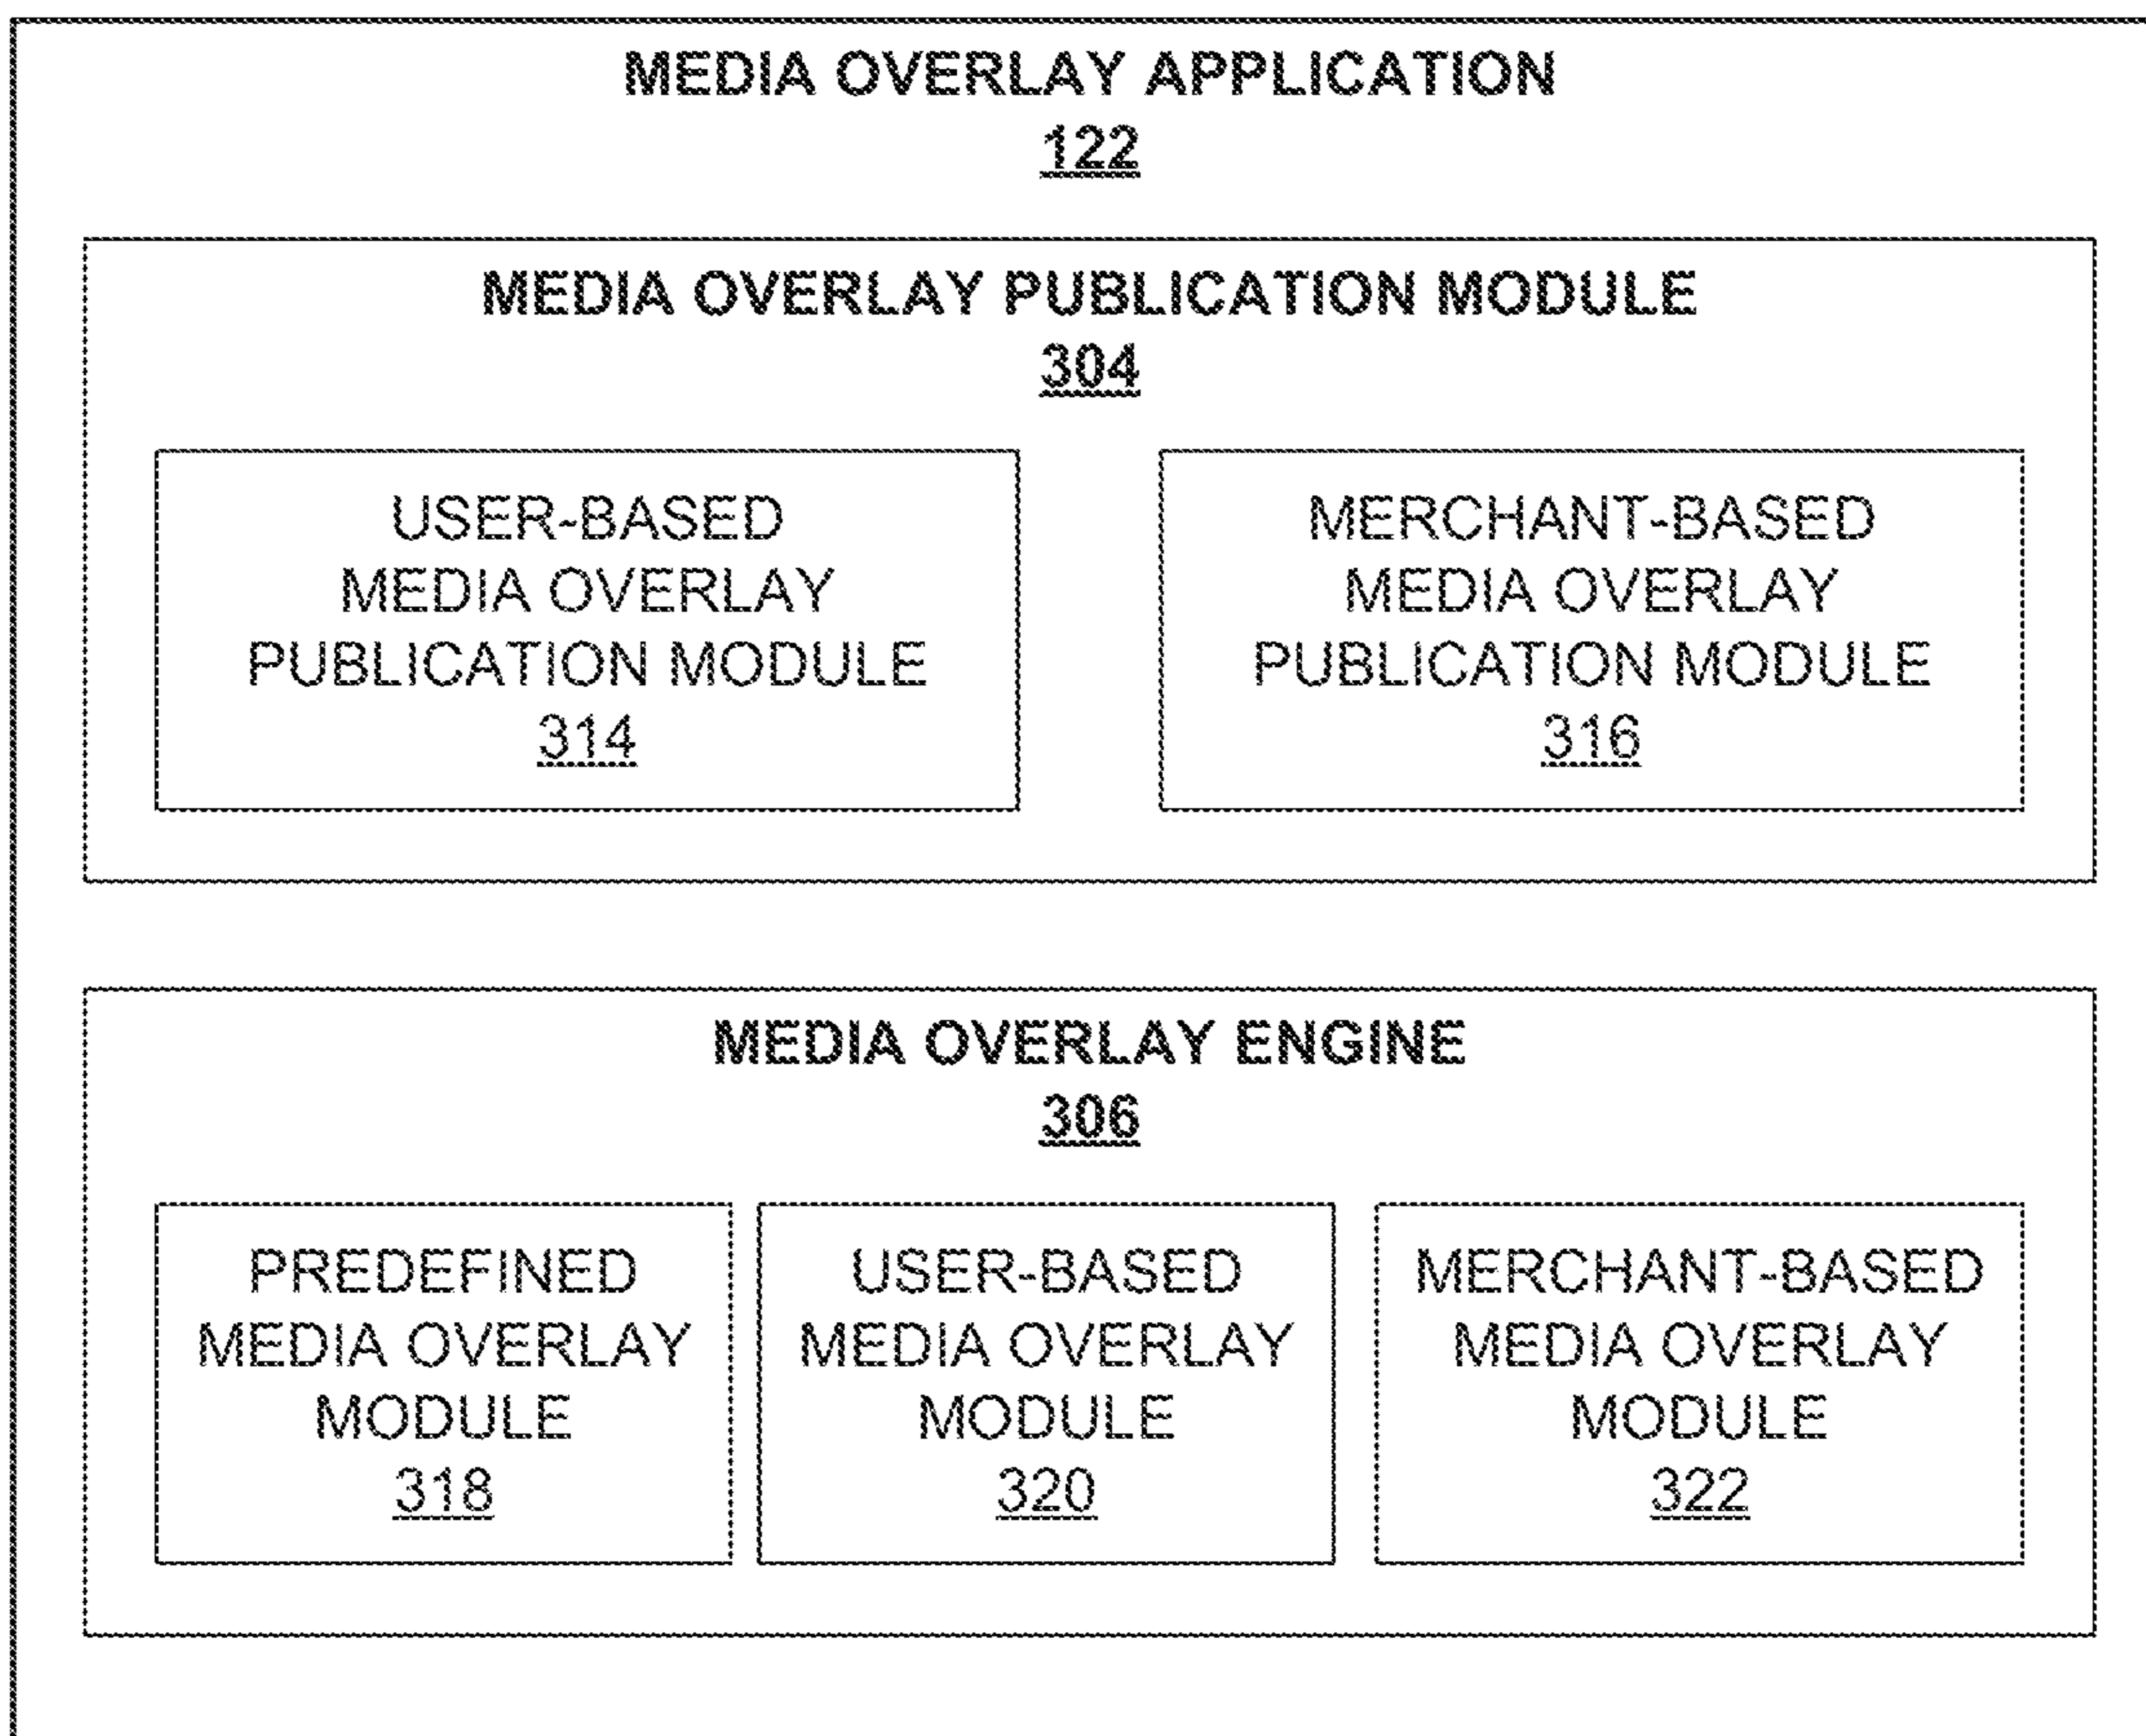 MEDIA OVERLAY APPLICATION
122
MEDIA OVERLAY PUBLICATION MODULE
304
USER-BASED
MEDIA OVERLAY
PUBLICATION MODULE
314
MERCHANT-BASED
MEDIA OVERLAY
PUBLICATION MODULE
316
MEDIA OVERLAY ENGINE
306
PREDEFINED
MEDIA OVERLAY
MODULE
318
USER-BASED
MEDIA OVERLAY
MODULE
320
MERCHANT-BASED
MEDIA OVERLAY
MODULE
322